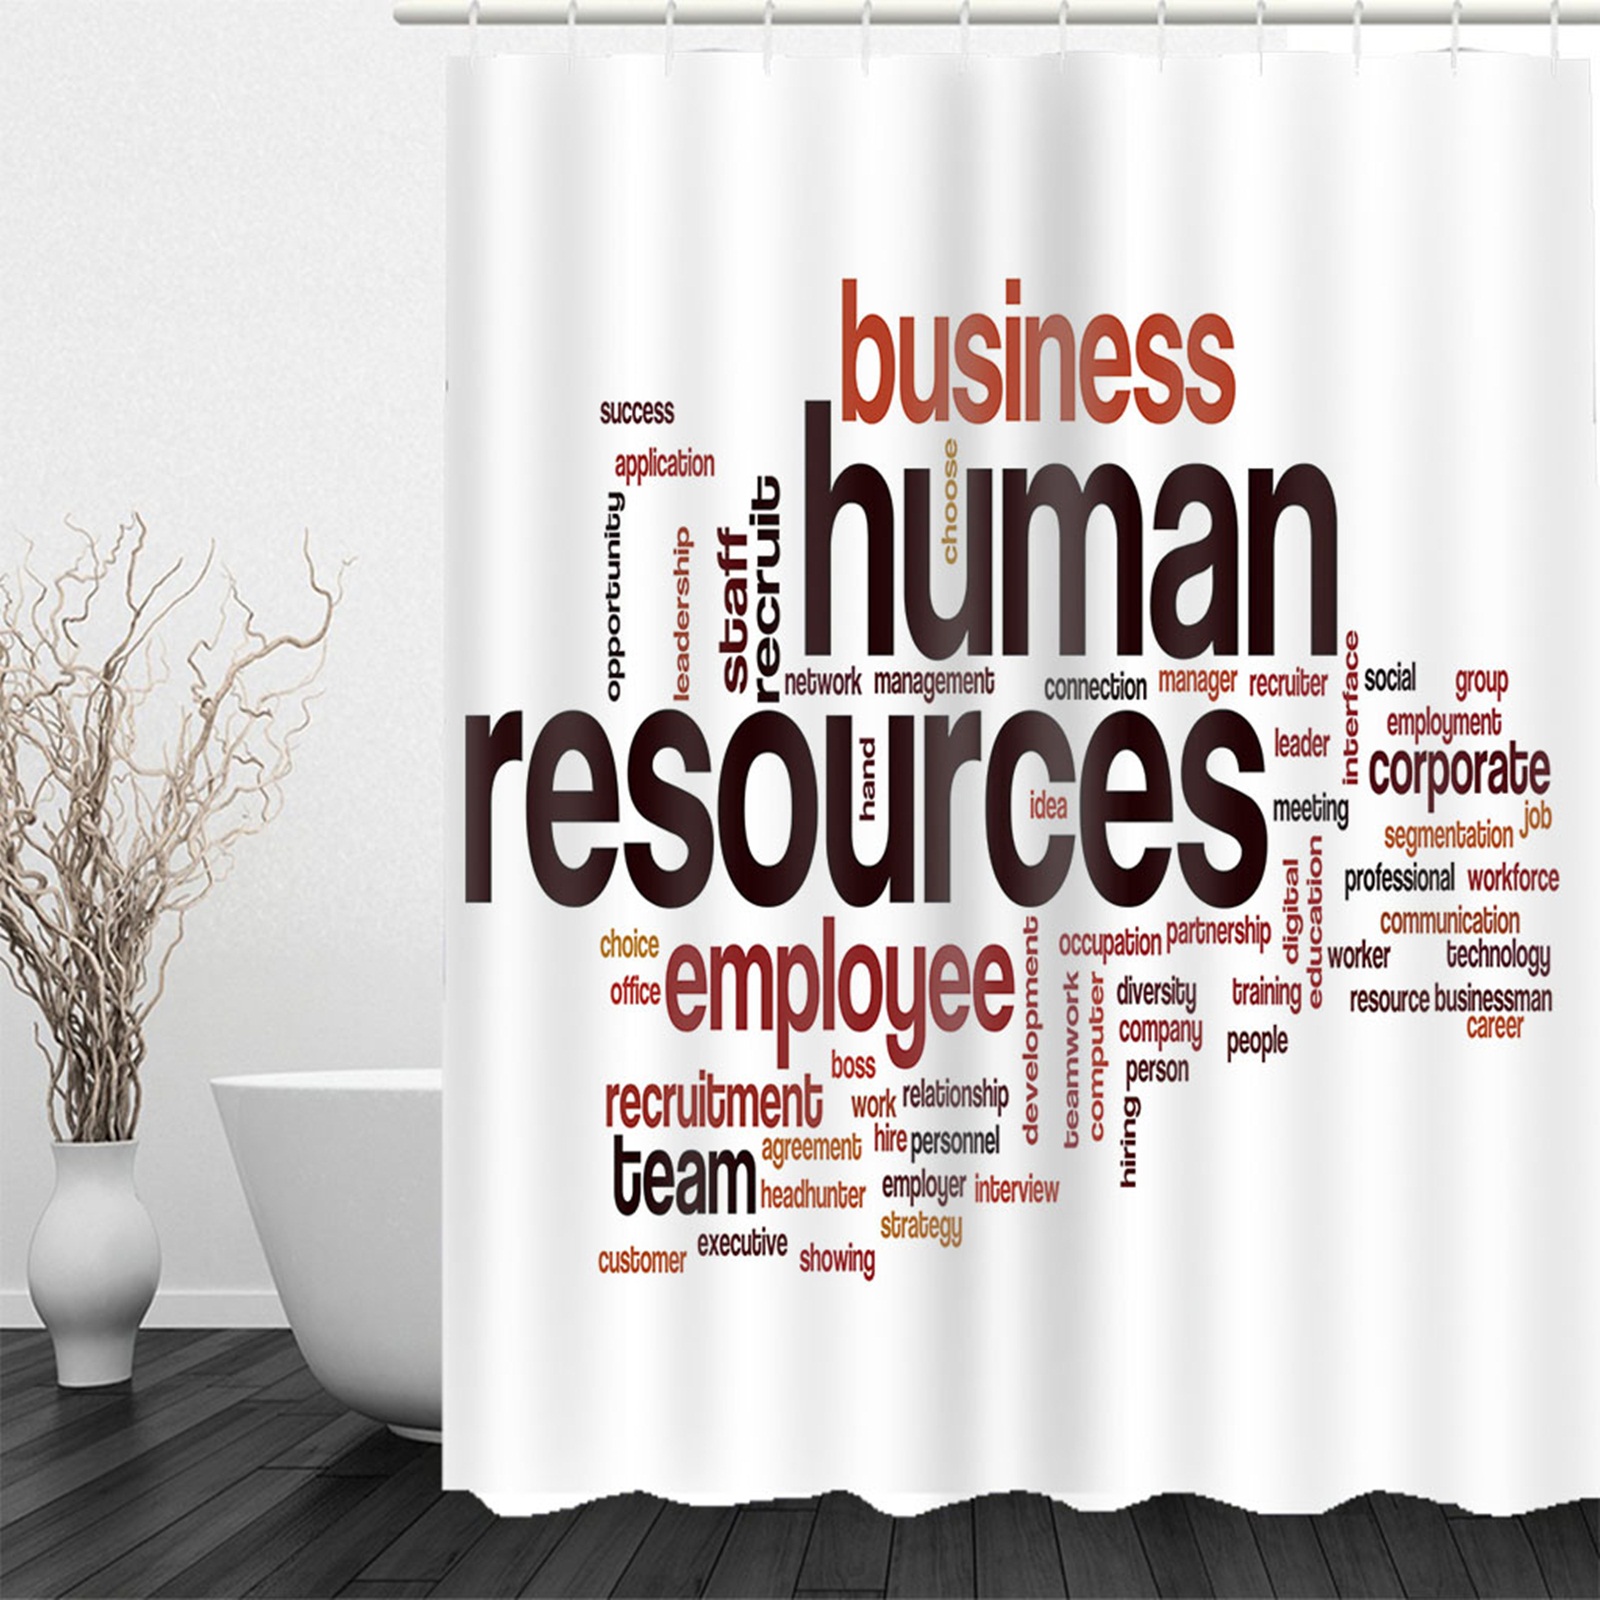 business
success
human
choose
application
recruit
staff
opportunity
leadership
network management connection manager recruiter
interface
social group
resources
hand
idea
employment
leader
corporate
meeting
job
segmentation
digital
education
professional workforce
communication
choice
employee
development
occupation partnership
worker technology
office
teamwork
computer
diversity training
resource businessman
company
people
career
boss
person
recruitment
work relationship
hiring
team
agreement hire personnel
headhunter employer interview
strategy
customer executive showing